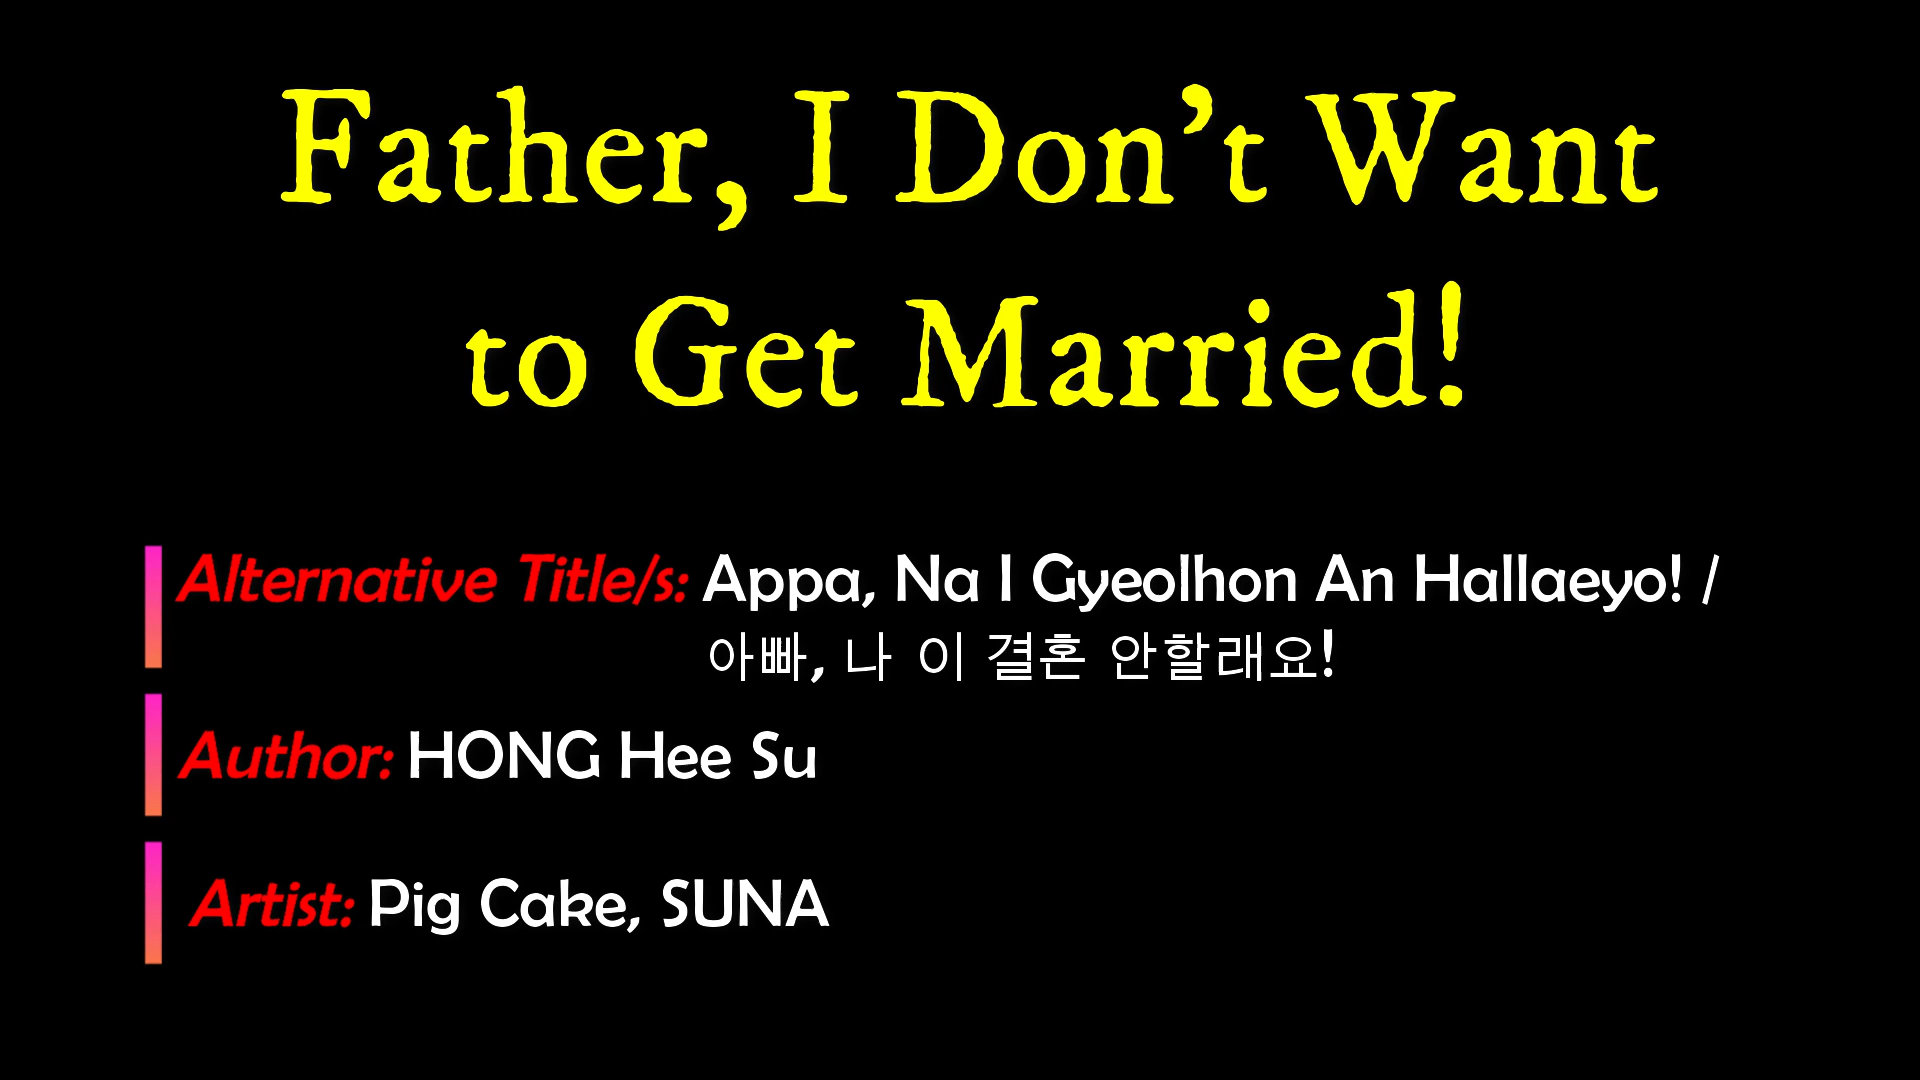 Father, I Don’t Want
to Get Married!
Alternative Title/s: Appa, Na I Gyeolhon An Hallaeyo! /
아빠, 나 이 결혼 안할래요!
Author: HONG Hee Su
Artist: Pig Cake, SUNA